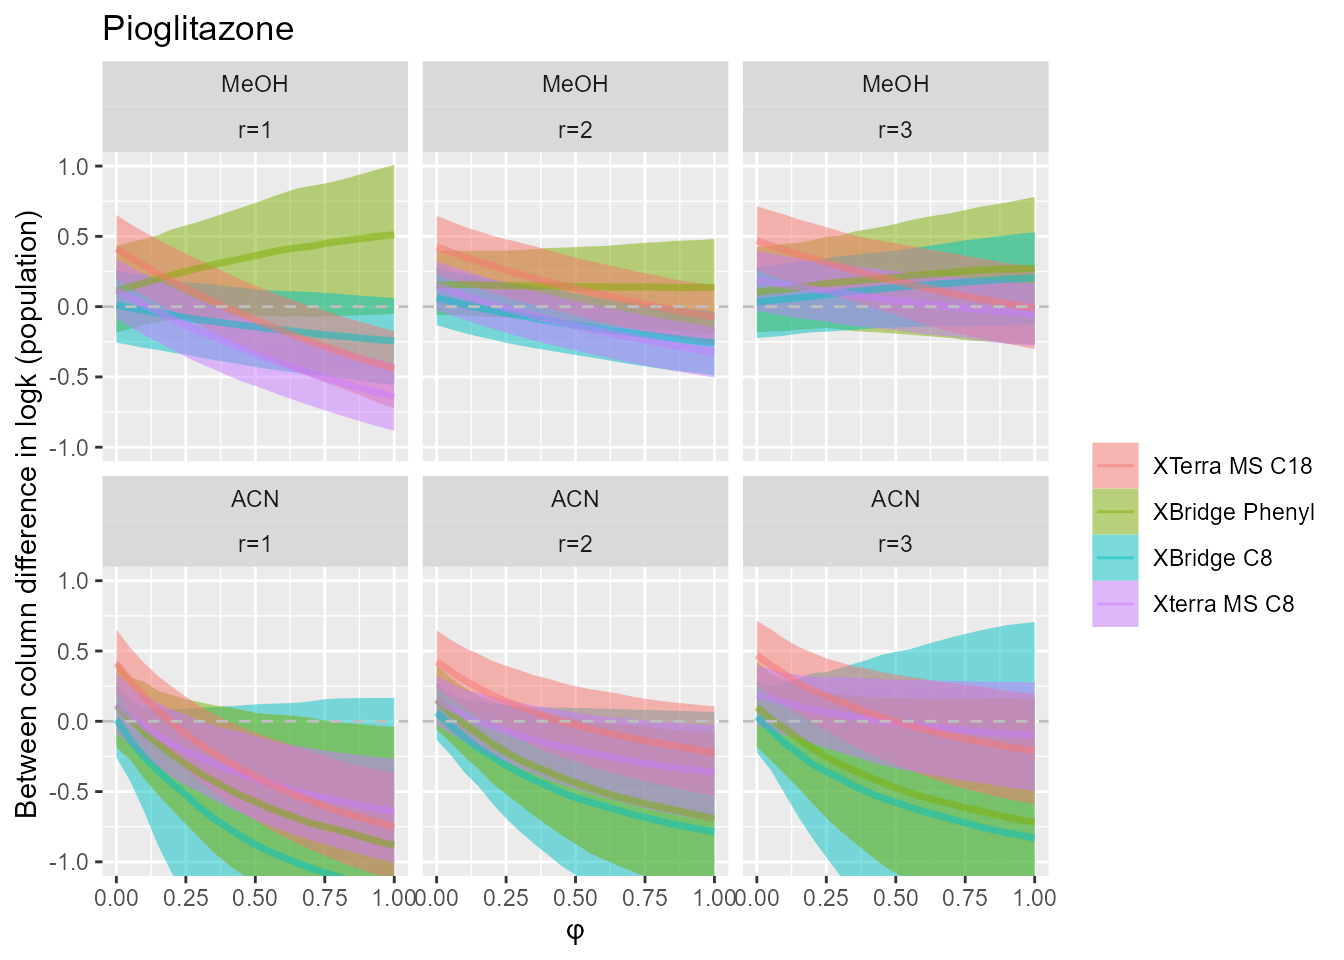 Pioglitazone
MeOH
MeOH
MeOH
r=1
r=2
r=3
1.0
0.5
0.0
-0.5
-1.0
ACN
ACN
ACN
r=1
r=2
r=3
1.0
0.5
0.0
-0.5
-1.0
0.00 0.25 0.50 0.75 1.00
0.00 0.25 0.50 0.75 1.00
0.00 0.25 0.50 0.75 1.00
φ
Between column difference in logk (population)
XTerra MS C18
XBridge Phenyl
XBridge C8
Xterra MS C8